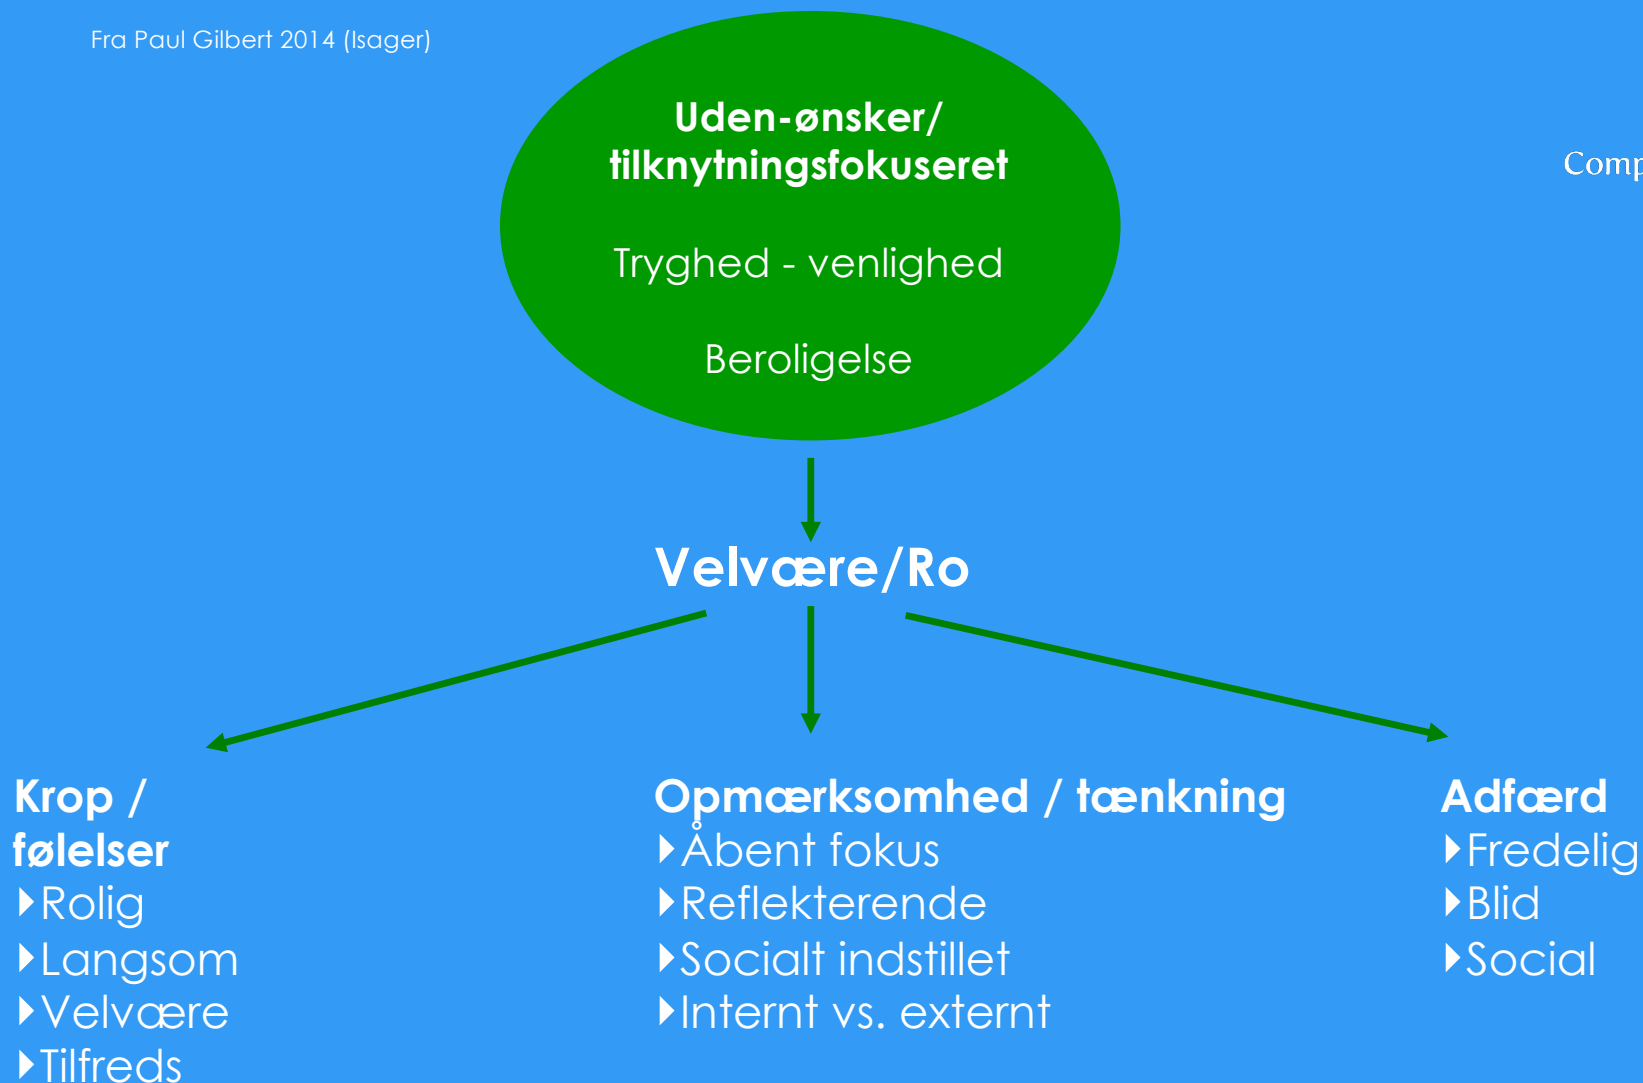 Fra Paul Gilbert 2014 (Isager)
Uden-ønsker/
tilknytningsfokuseret
Tryghed - venlighed
Beroligelse
Comp
Velvære/Ro
Krop /
følelser
Rolig
Langsom
Velvære
Tilfreds
Opmærksomhed / tænkning
Åbent fokus
Reflekterende
Socialt indstillet
Internt vs. externt
Adfærd
Fredelig
Blid
Social